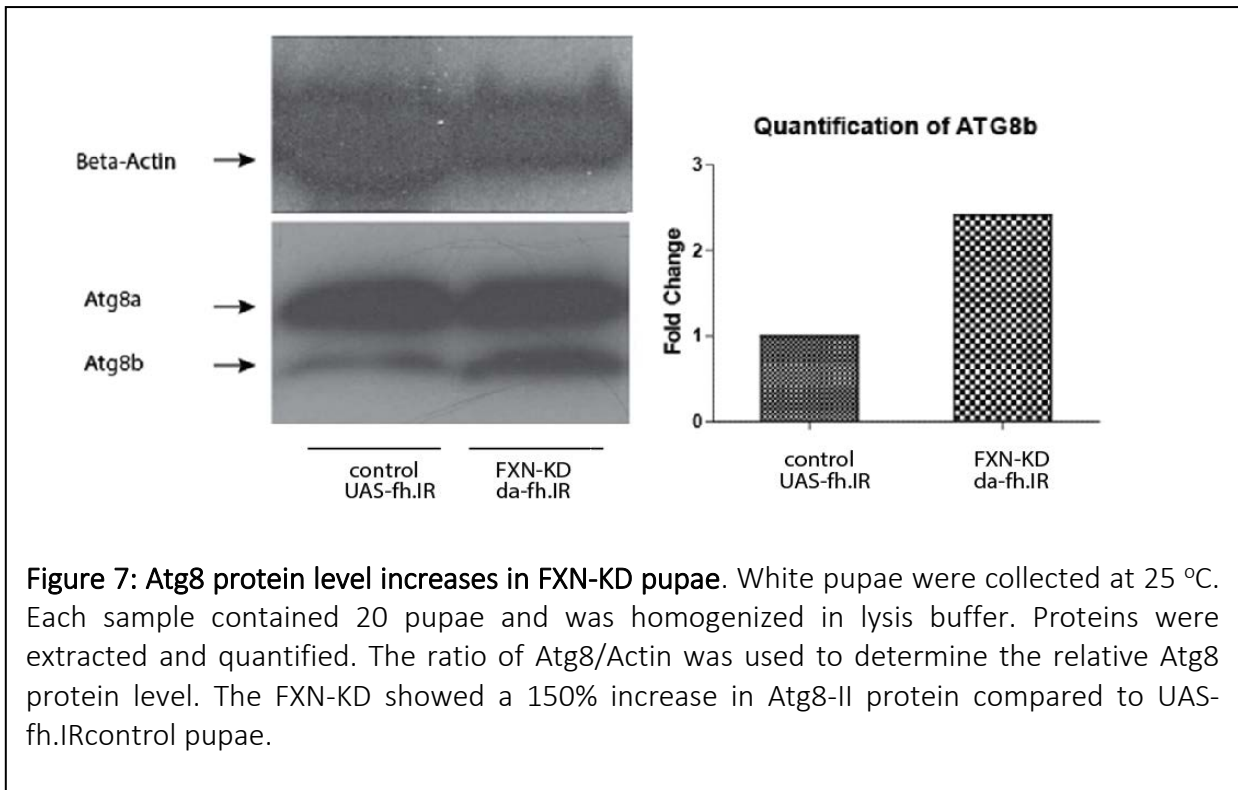 Beta-Actin
Atg8a
Atg8b
control
UAS-fh.IR
FXN-KD
da-fh.IR
Quantification of ATG8b
Fold Change
3
2
1
0
control
UAS-fh.IR
FXN-KD
da-fh.IR
Figure 7: Atg8 protein level increases in FXN-KD pupae. White pupae were collected at 25 °C.
Each sample contained 20 pupae and was homogenized in lysis buffer. Proteins were
extracted and quantified. The ratio of Atg8/Actin was used to determine the relative Atg8
protein level. The FXN-KD showed a 150% increase in Atg8-II protein compared to UAS-
fh.IRcontrol pupae.